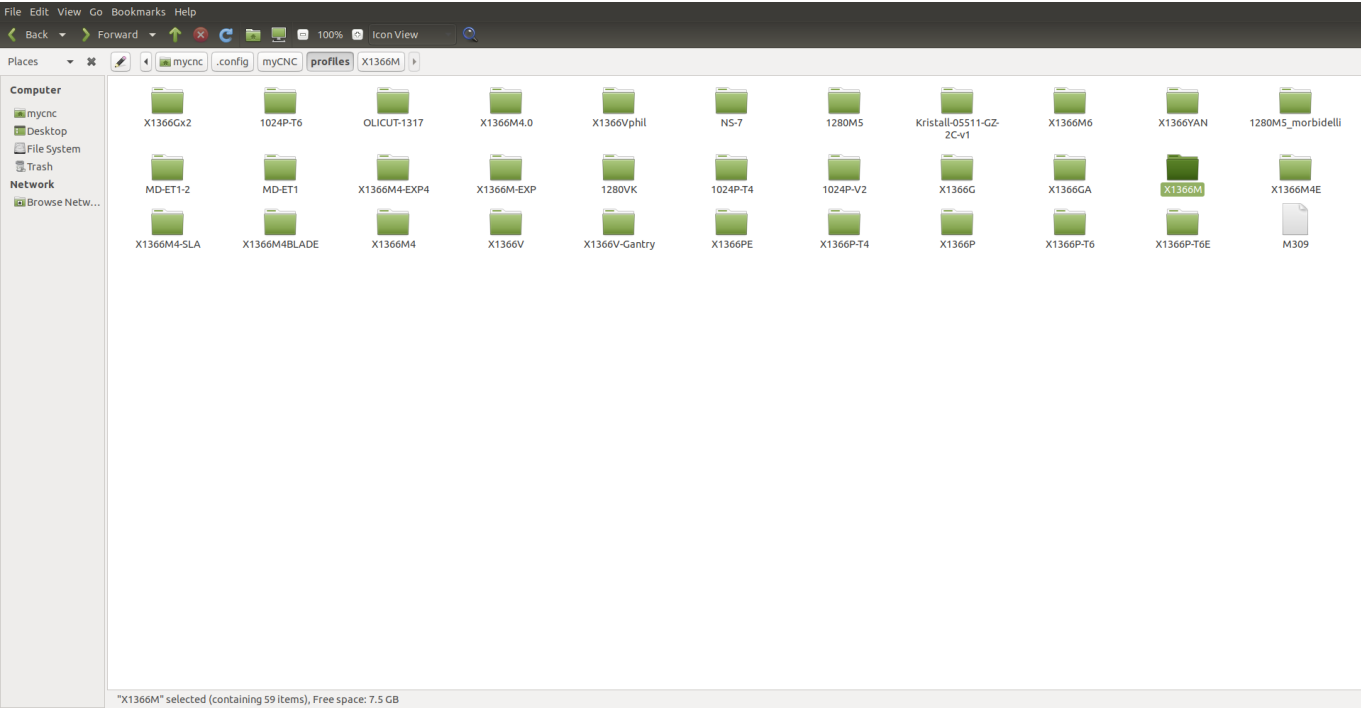 File Edit View Go Bookmarks Help
Back Forward 100% Icon View
Places mycnc .config myCNC profiles X1366M
Computer
mycnc
Desktop
File System
Trash
Network
Browse Netw...
X1366Gx2 1024P-T6 OLICUT-1317 X1366M4.0 X1366Vphil NS-7 1280M5 Kristall-05511-GZ- X1366M6 X1366YAN 1280M5_morbidelli
2C-v1
MD-ET1-2 MD-ET1 X1366M4-EXP4 X1366M-EXP 1280VK 1024P-T4 1024P-V2 X1366G X1366GA X1366M X1366M4E
X1366M4-SLA X1366M4BLADE X1366M4 X1366V X1366V-Gantry X1366PE X1366P-T4 X1366P X1366P-T6 X1366P-T6E M309
"X1366M" selected (containing 59 items), Free space: 7.5 GB